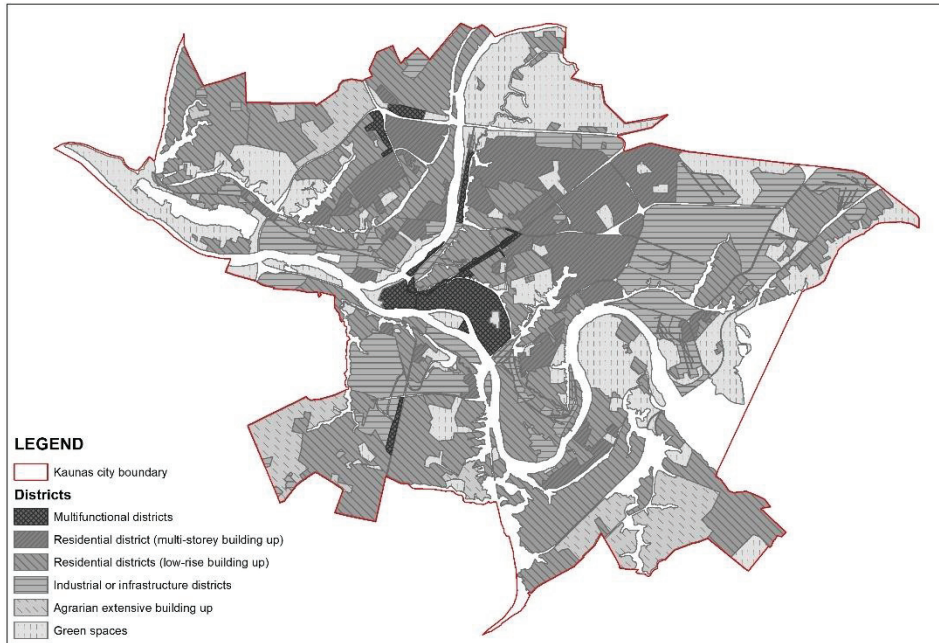 LEGEND
Kaunas city boundary
Districts
Multifunctional districts
Residential district (multi-storey building up)
Residential districts (low-rise building up)
Industrial or infrastructure districts
Agrarian extensive building up
Green spaces